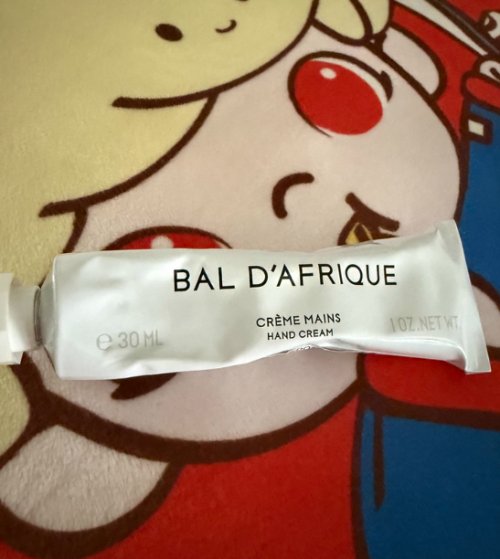 BAL D'AFRIQUE
CRÈME MAINS
HAND CREAM
℮ 30 ML
1 OZ. NET WT.